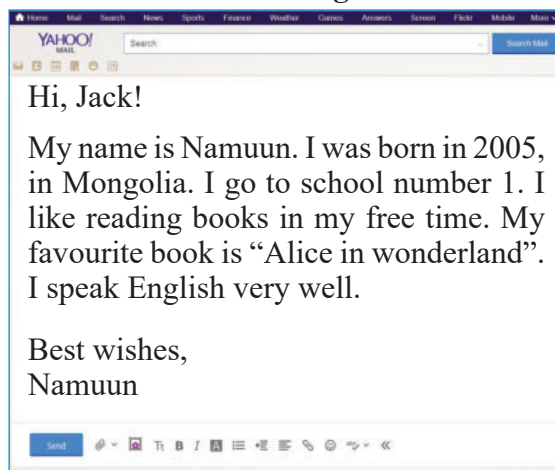 Home Mail Search News Sports Finance Weather Games Answers Screen Flickr Mobile More
YAHOO!
MAIL
Search
Search Mail
Hi, Jack!
My name is Namuun. I was born in 2005,
in Mongolia. I go to school number 1. I
like reading books in my free time. My
favourite book is “Alice in wonderland”.
I speak English very well.
Best wishes,
Namuun
Send
Tt B I A